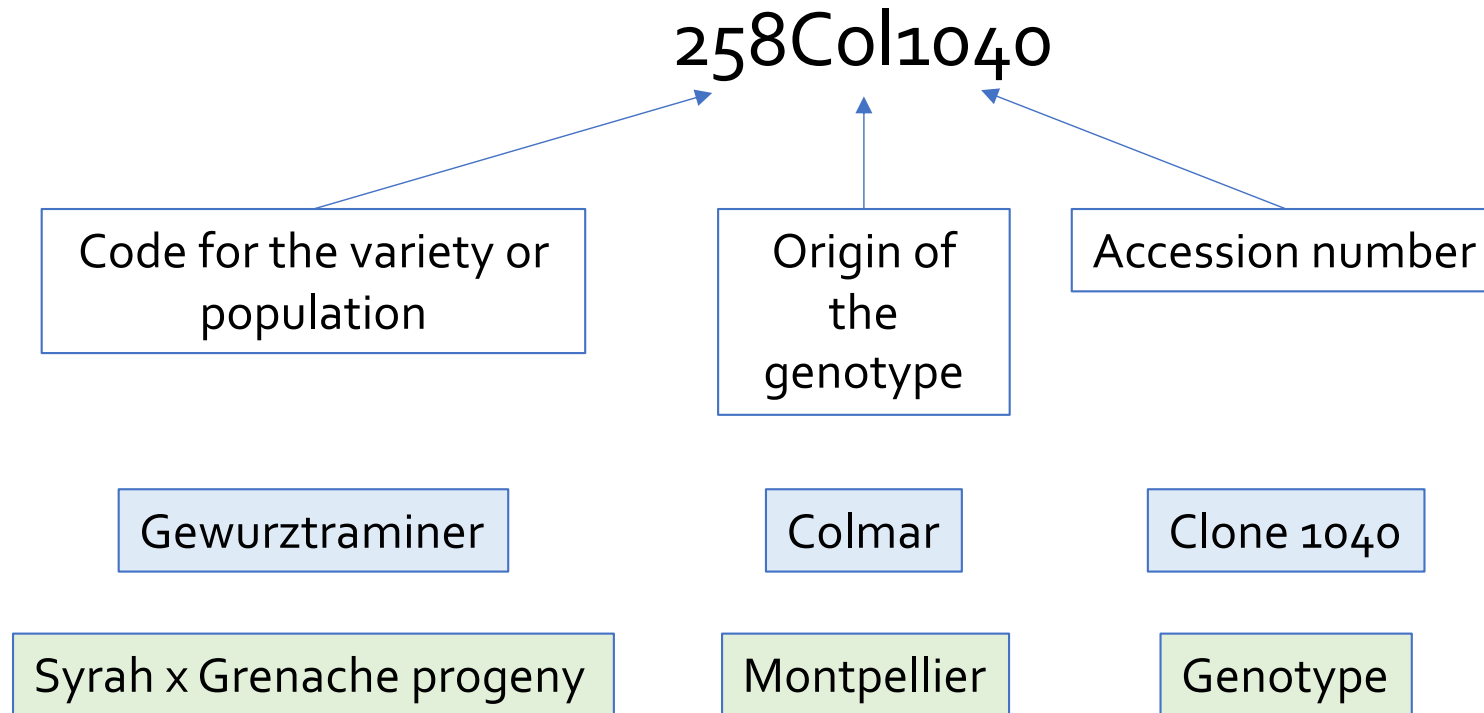 258Col1040
Code for the variety or
population
Origin of
the
genotype
Accession number
Gewurztraminer
Colmar
Clone 1040
Syrah x Grenache progeny
Montpellier
Genotype